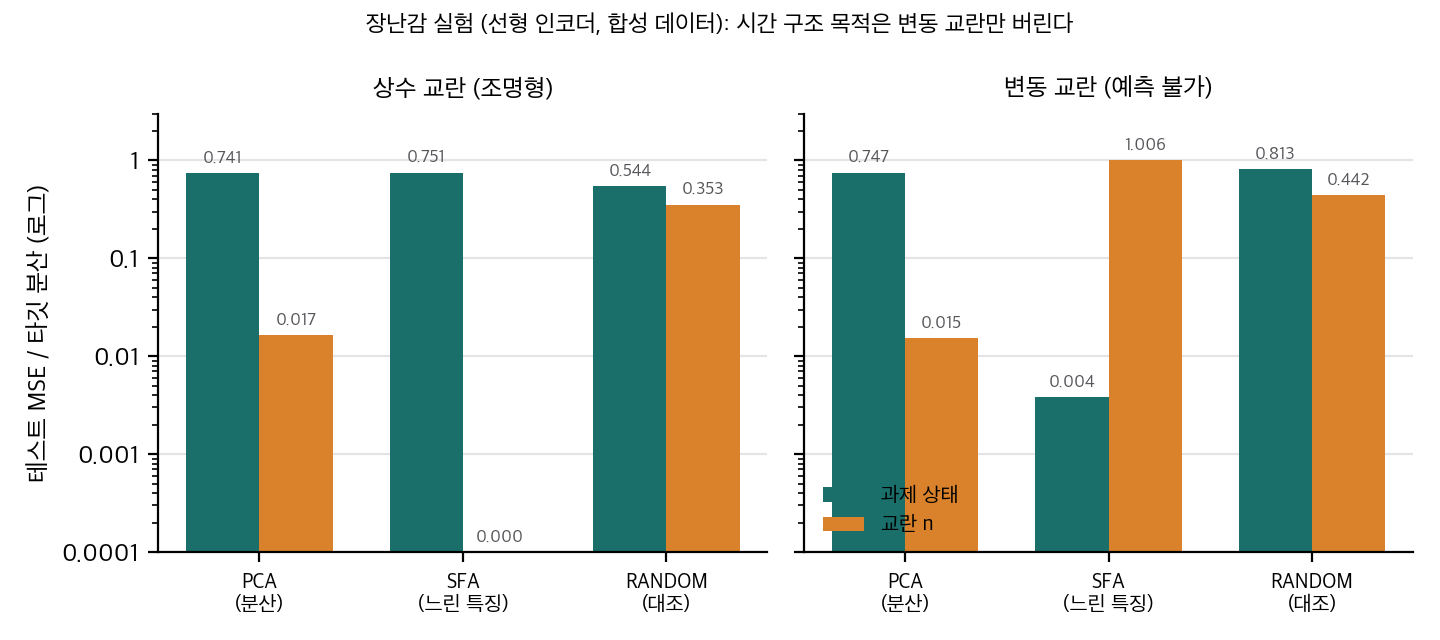 장난감 실험 (선형 인코더, 합성 데이터): 시간 구조 목적은 변동 교란만 버린다
상수 교란 (조명형)
테스트 MSE / 타깃 분산 (로그)
1
0.1
0.01
0.001
0.0001
0.741
0.017
0.751
0.000
0.544
0.353
PCA
(분산)
SFA
(느린 특징)
RANDOM
(대조)
변동 교란 (예측 불가)
0.747
0.015
0.004
1.006
0.813
0.442
과제 상태
교란 n
PCA
(분산)
SFA
(느린 특징)
RANDOM
(대조)